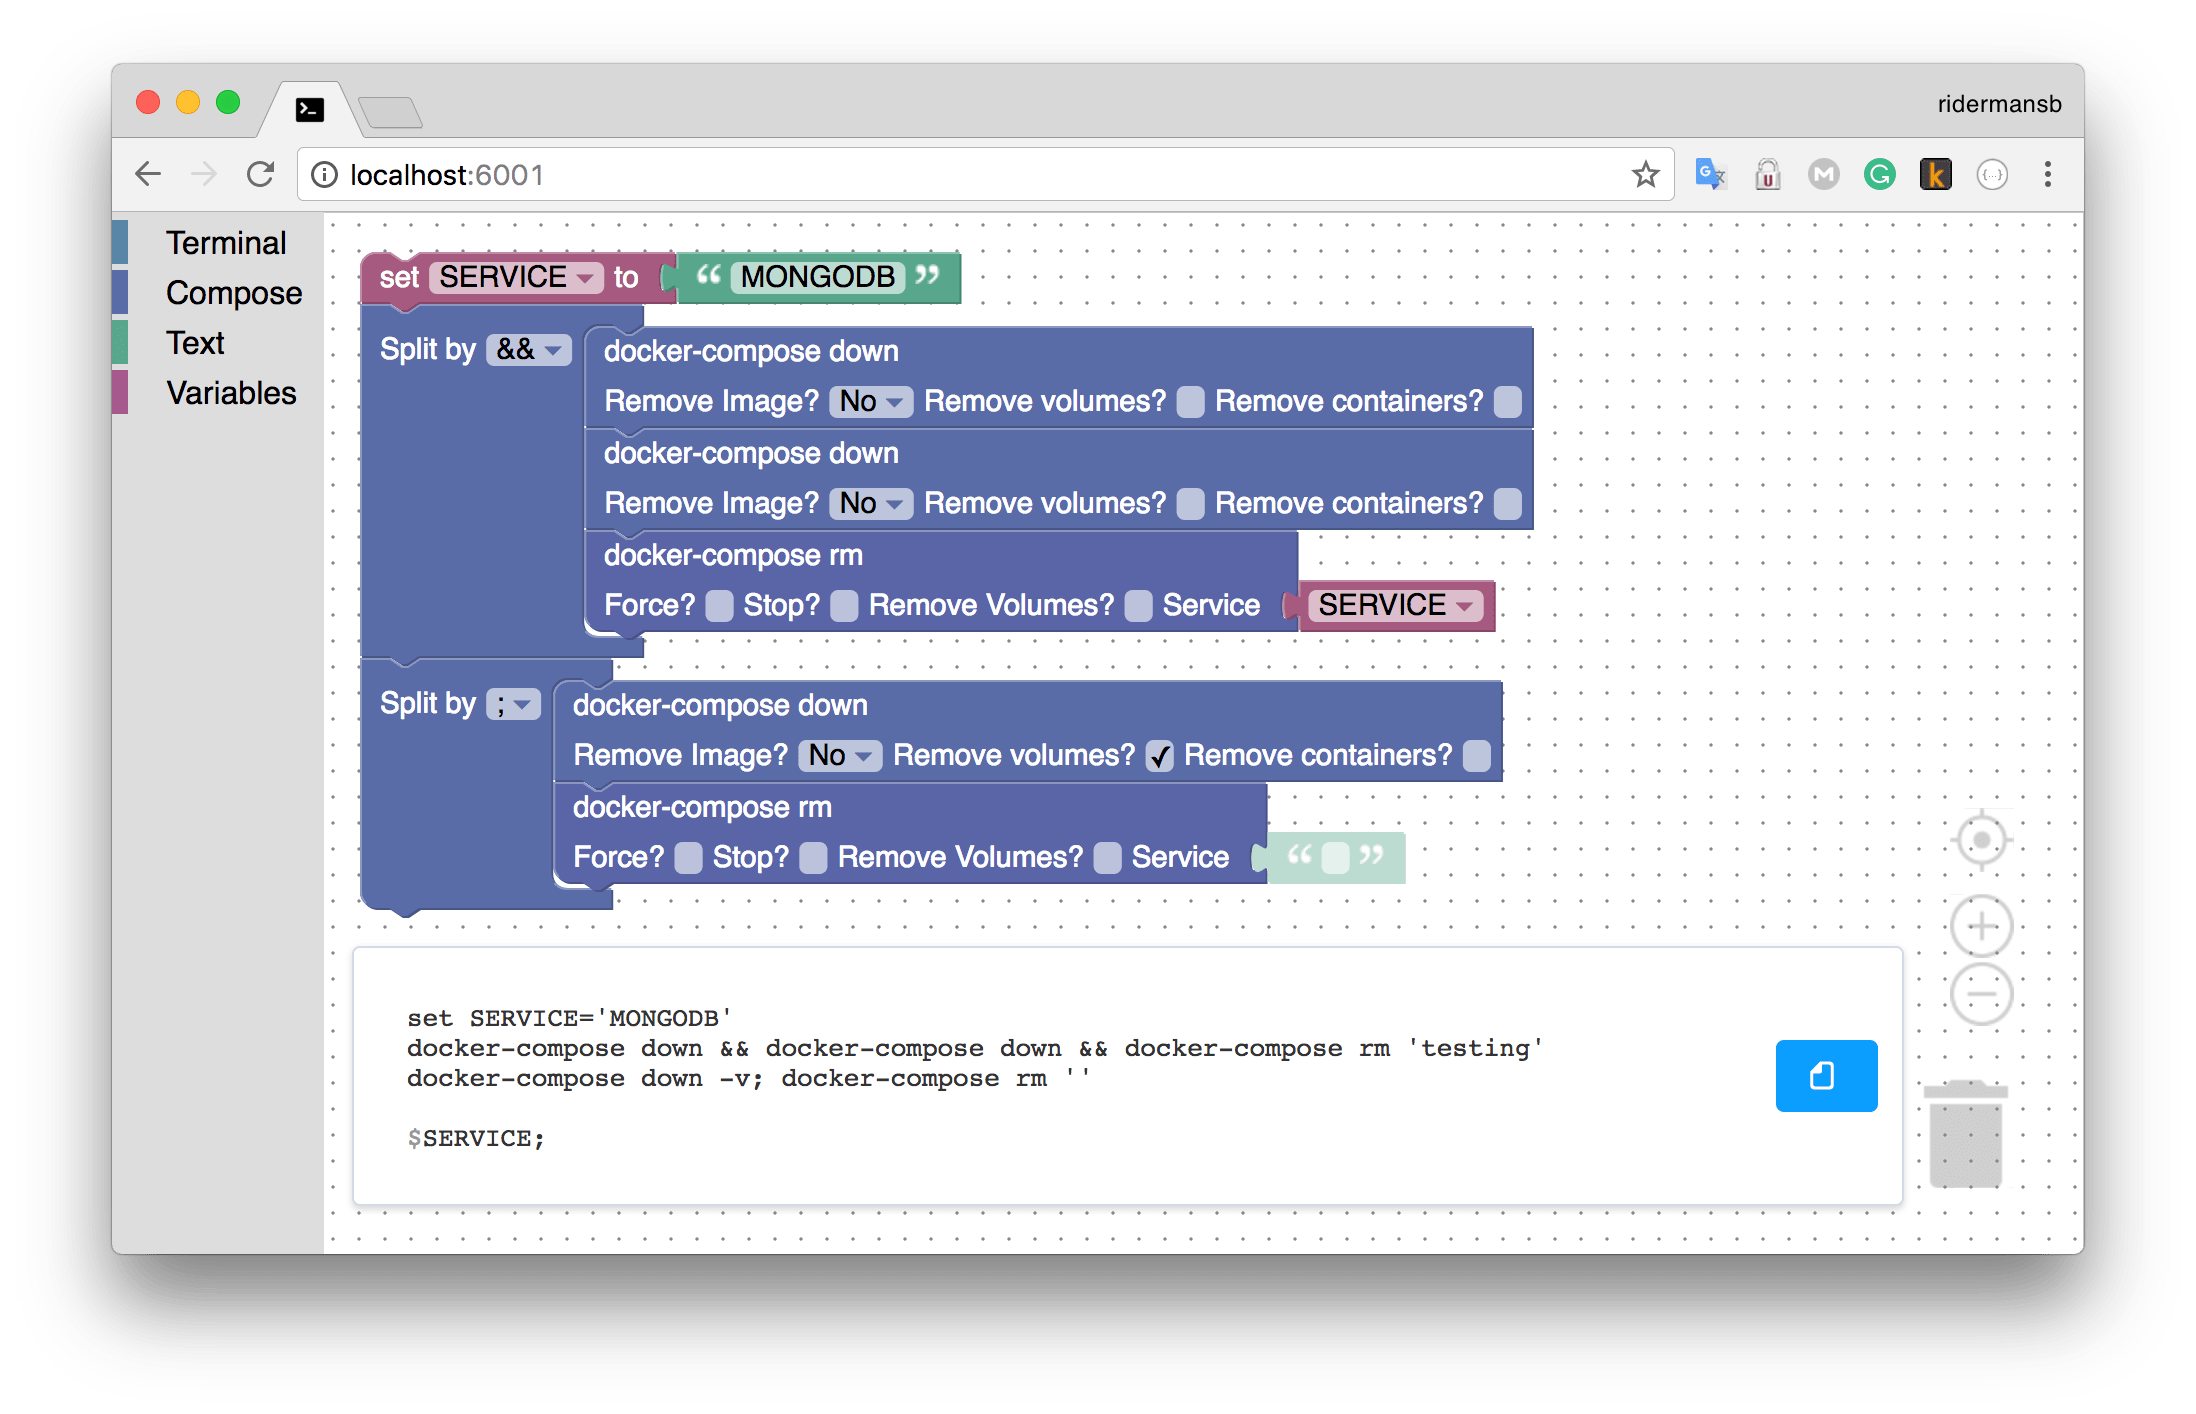 ridermansb
localhost:6001
Terminal
Compose
Text
Variables
set SERVICE to “ MONGODB ”
Split by &&
docker-compose down
Remove Image? No Remove volumes? Remove containers?
docker-compose down
Remove Image? No Remove volumes? Remove containers?
docker-compose rm
Force? Stop? Remove Volumes? Service SERVICE
Split by ;
docker-compose down
Remove Image? No Remove volumes? ✓ Remove containers?
docker-compose rm
Force? Stop? Remove Volumes? Service “ ”
set SERVICE='MONGODB'
docker-compose down && docker-compose down && docker-compose rm 'testing'
docker-compose down -v; docker-compose rm ''
$SERVICE;